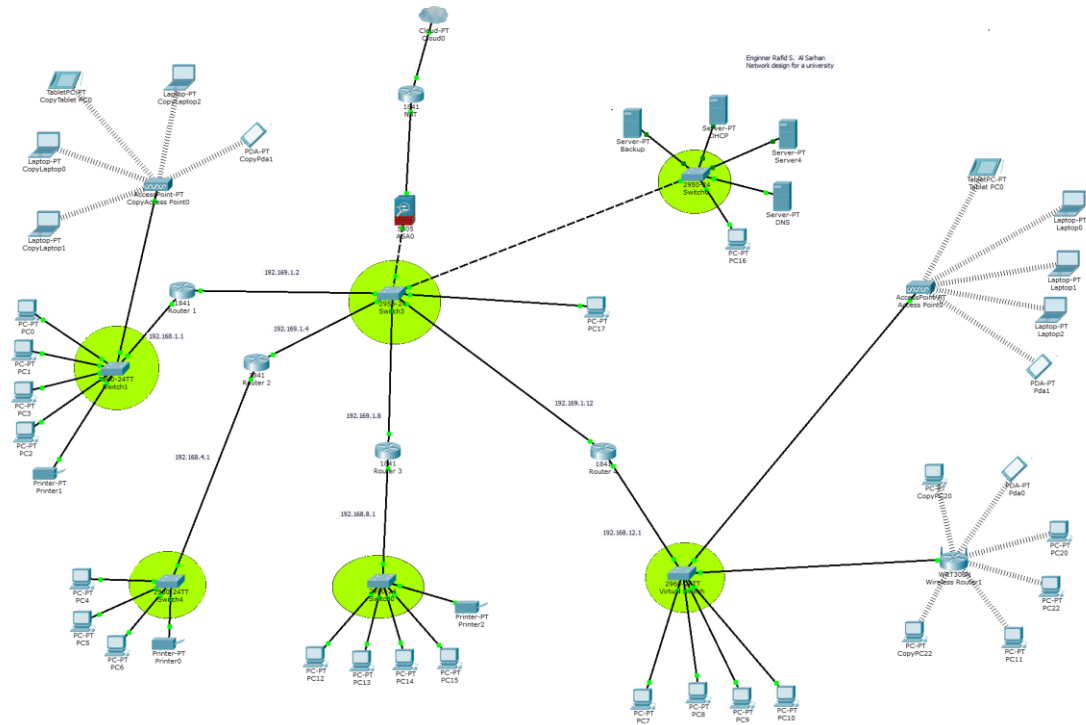 Cloud-PT
Cloud0
Enginner Rafid S. Al Sarhan
Network design for a university
TabletPC-PT
CopyTablet PC0
Laptop-PT
CopyLaptop2
1841
NAT
Server-PT
Backup
Server-PT
DHCP
Server-PT
Server4
PDA-PT
CopyPda1
Laptop-PT
CopyLaptop0
AccessPoint-PT
CopyAccess Point0
2950-24
Server-PT
DNS
TabletPC-PT
Tablet PC0
Laptop-PT
Laptop0
5505
ASA0
PC-PT
PC16
Laptop-PT
CopyLaptop1
192.169.1.2
Laptop-PT
Laptop1
AccessPoint-PT
Access Point0
1841
Router 1
2950-24
Switch3
PC-PT
PC17
PC-PT
PC0
192.169.1.4
192.168.1.1
Laptop-PT
Laptop2
PC-PT
PC1
1841
Router 2
PC-PT
PC3
Switch1
PDA-PT
Pda1
PC-PT
PC2
192.169.1.8
192.169.1.12
192.168.4.1
1841
Router 3
1841
Printer-PT
Printer1
PDA-PT
Pda0
CopyPC20
192.168.8.1
192.168.12.1
PC-PT
PC20
Wireless Router1
PC-PT
PC4
Switch4
Printer-PT
Printer2
Virtual Switch
PC-PT
PC22
PC-PT
PC5
PC-PT
PC6
Printer-PT
Printer0
PC-PT
PC12
PC-PT
PC13
PC-PT
PC14
PC-PT
PC15
PC-PT
CopyPC22
PC-PT
PC11
PC-PT
PC7
PC-PT
PC8
PC-PT
PC9
PC-PT
PC10